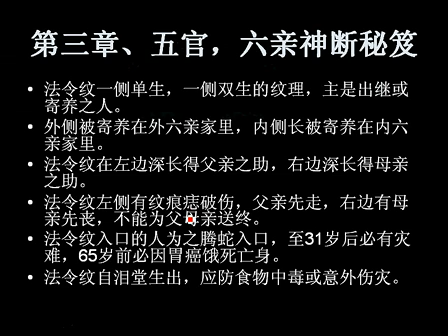 第三章、五官，六亲神断秘笈
• 法令纹一侧单生，一侧双生的纹理，主是出继或
寄养之人。
• 外侧被寄养在外六亲家里，内侧长被寄养在内六
亲家里。
• 法令纹在左边深长得父亲之助，右边深长得母亲
之助。
• 法令纹左侧有纹痕痣破伤，父亲先走，右边有母
亲先丧，不能为父母亲送终。
• 法令纹入口的人为之腾蛇入口，至31岁后必有灾
难，65岁前必因胃癌饿死亡身。
• 法令纹自泪堂生出，应防食物中毒或意外伤灾。